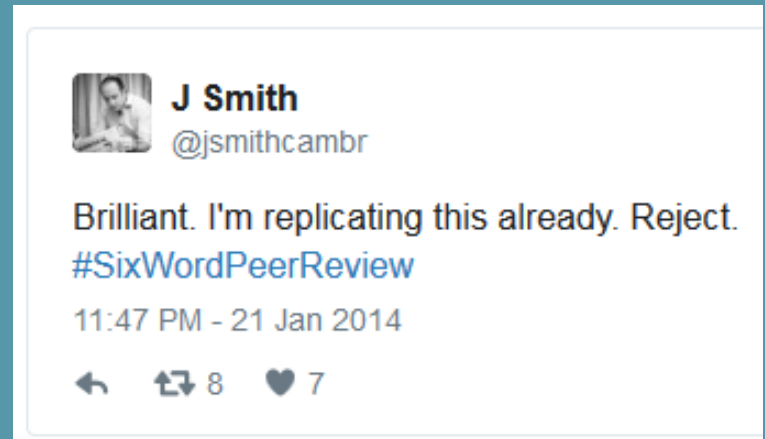 J Smith
@jsmithcambr
Brilliant. I'm replicating this already. Reject.
#SixWordPeerReview
11:47 PM - 21 Jan 2014
8 7